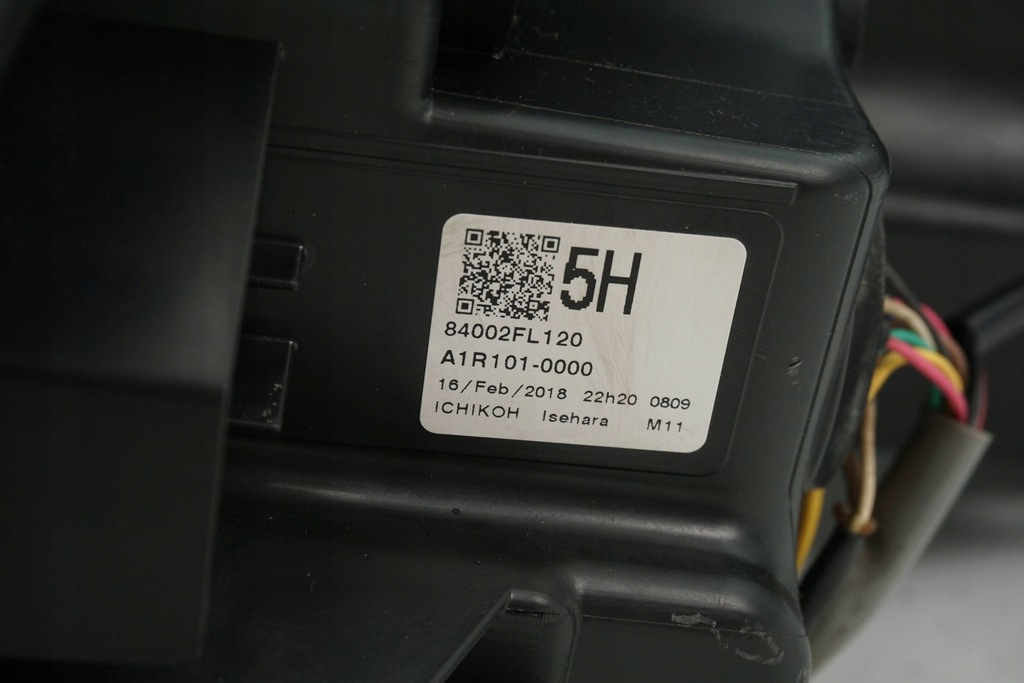 5H
84002FL120
A1R101-0000
16/Feb/2018 22h20 0809
ICHIKOH Isehara M11